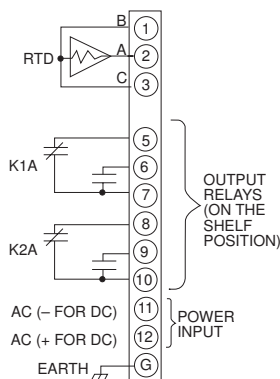 B 1
RTD A 2
C 3
5
K1A 6
7
8
K2A 9
10
OUTPUT
RELAYS
(ON THE
SHELF
POSITION)
AC (– FOR DC) 11
AC (+ FOR DC) 12
POWER
INPUT
EARTH G